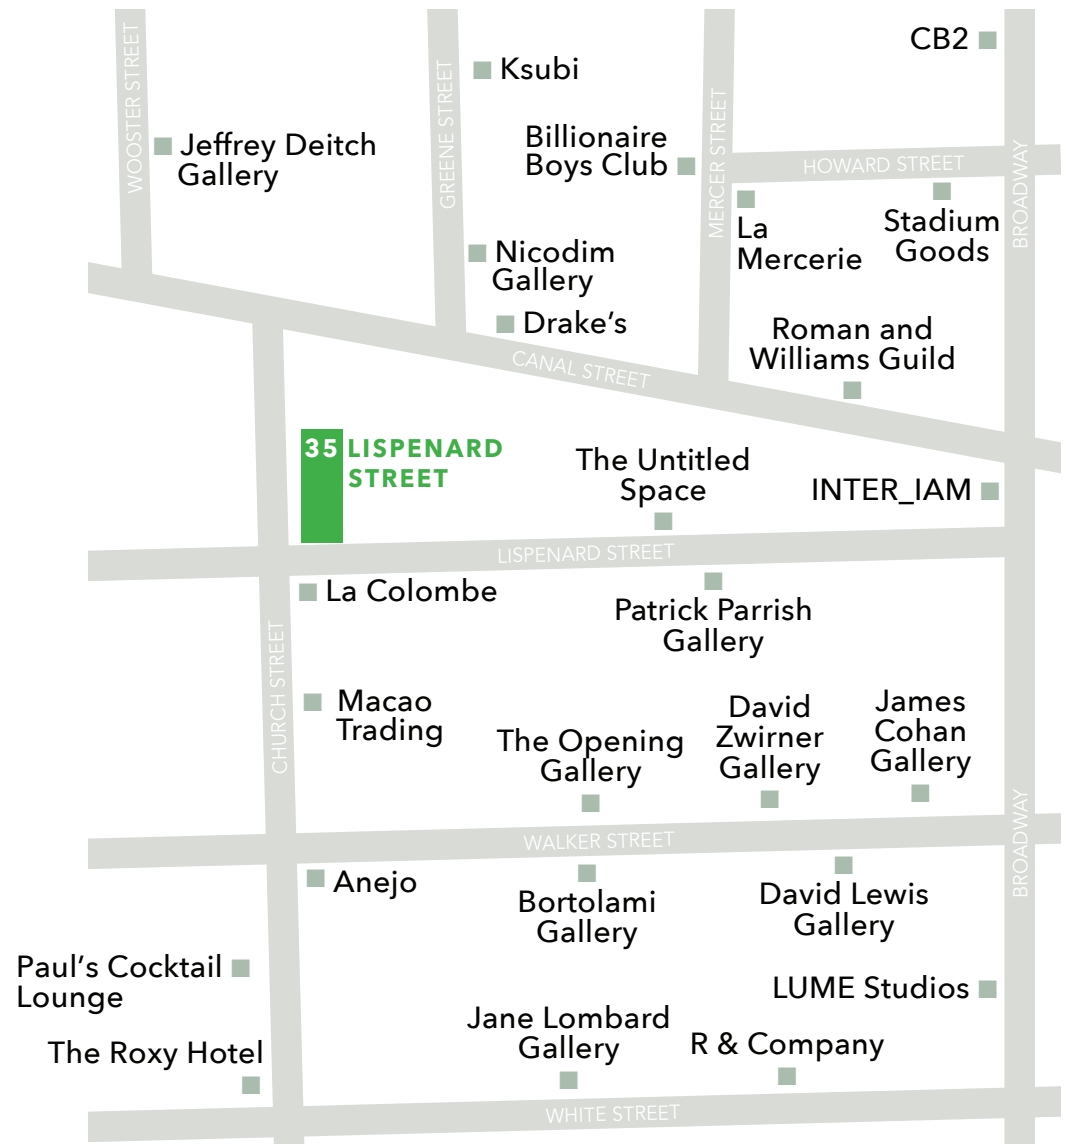 CB2
Ksubi
WOOSTER STREET
GREENE STREET
MERCER STREET
BROADWAY
Jeffrey Deitch
Gallery
Billionaire
Boys Club
HOWARD STREET
La
Mercerie
Stadium
Goods
Nicodim
Gallery
Drake's
Roman and
Williams Guild
CANAL STREET
35 LISPENARD
STREET
The Untitled
Space
INTER_IAM
LISPENARD STREET
La Colombe
Patrick Parrish
Gallery
CHURCH STREET
Macao
Trading
The Opening
Gallery
David
Zwirner
Gallery
James
Cohan
Gallery
WALKER STREET
BROADWAY
Anejo
Bortolami
Gallery
David Lewis
Gallery
Paul's Cocktail
Lounge
LUME Studios
The Roxy Hotel
Jane Lombard
Gallery
R & Company
WHITE STREET